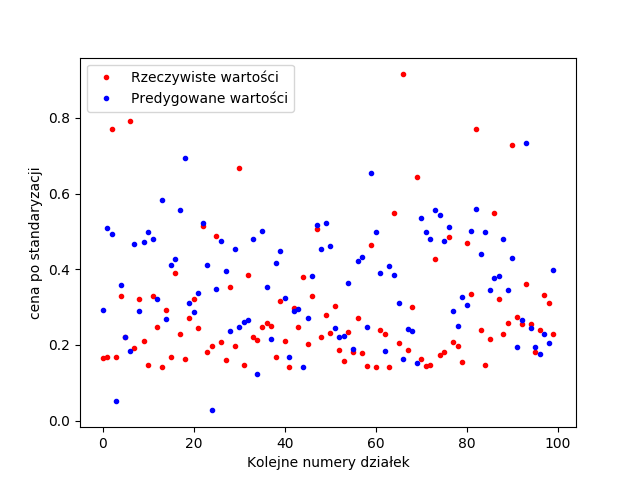 Rzeczywiste wartości
Predygowane wartości
cena po standaryzacji
0.8
0.6
0.4
0.2
0.0
0 20 40 60 80 100
Kolejne numery działek